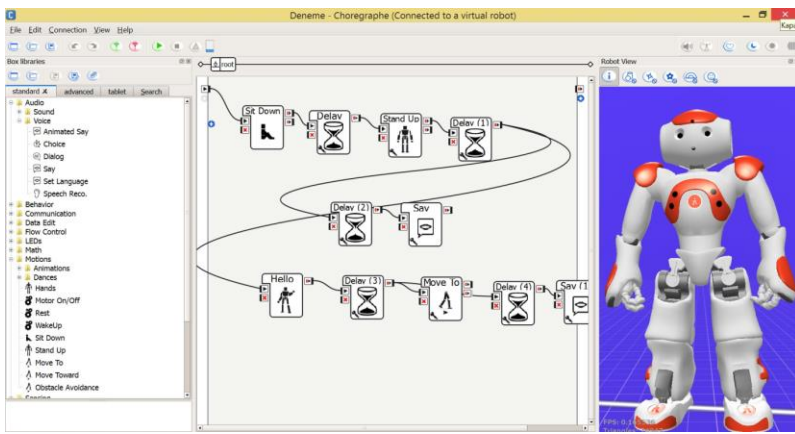 Deneme - Choregraphe (Connected to a virtual robot)
Kapa
File Edit Connection View Help
Box libraries
standard advanced tablet Search
Audio
Sound
Voice
Animated Say
Choice
Dialog
Say
Set Language
Speech Reco.
Behavior
Communication
Data Edit
Flow Control
LEDs
Math
Motions
Animations
Dances
Hands
Motor On/Off
Rest
WakeUp
Sit Down
Stand Up
Move To
Move Toward
Obstacle Avoidance
root
Sit Down
Delay
Stand Up
Delay (1)
Delay (2)
Say
Hello
Delay (3)
Move To
Delay (4)
Say (1
Robot View